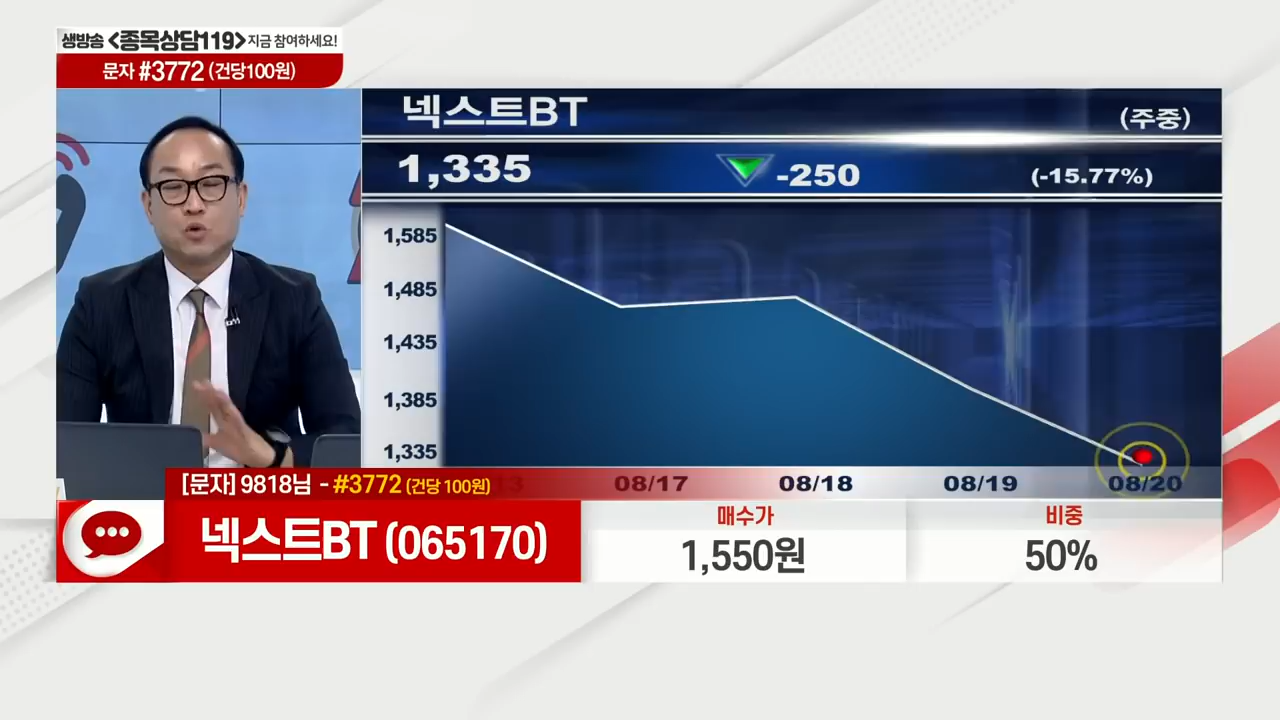 생방송 <종목상담119> 지금 참여하세요!
문자 #3772 (건당100원)
넥스트BT
(주중)
1,335
-250
(-15.77%)
1,585
1,485
1,435
1,385
1,335
08/17
08/18
08/19
08/20
[문자] 9818님 - #3772 (건당 100원)
넥스트BT (065170)
매수가
1,550원
비중
50%